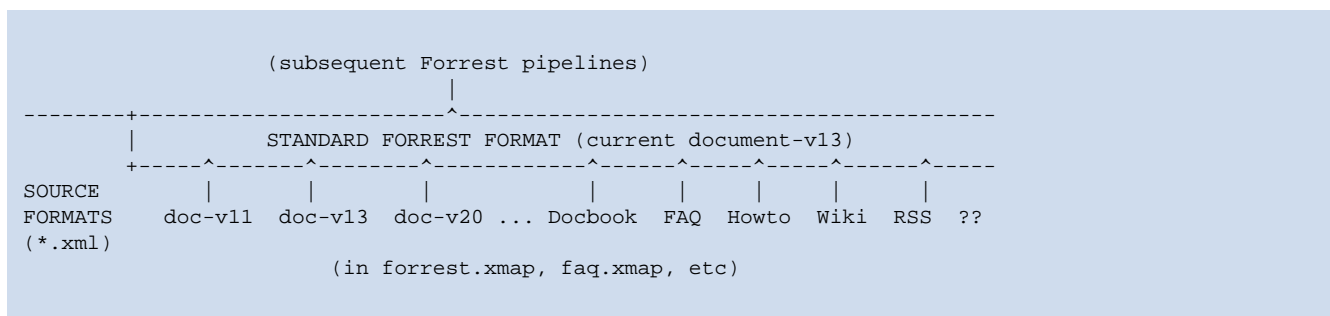 (subsequent Forrest pipelines)
|
--------+------------------------^------------------------------------------
| STANDARD FORREST FORMAT (current document-v13)
+-----^-------^--------^------------^------^-----^-----^------^-----
SOURCE | | | | | | | |
FORMATS doc-v11 doc-v13 doc-v20 ... Docbook FAQ Howto Wiki RSS ??
(*.xml)
(in forrest.xmap, faq.xmap, etc)